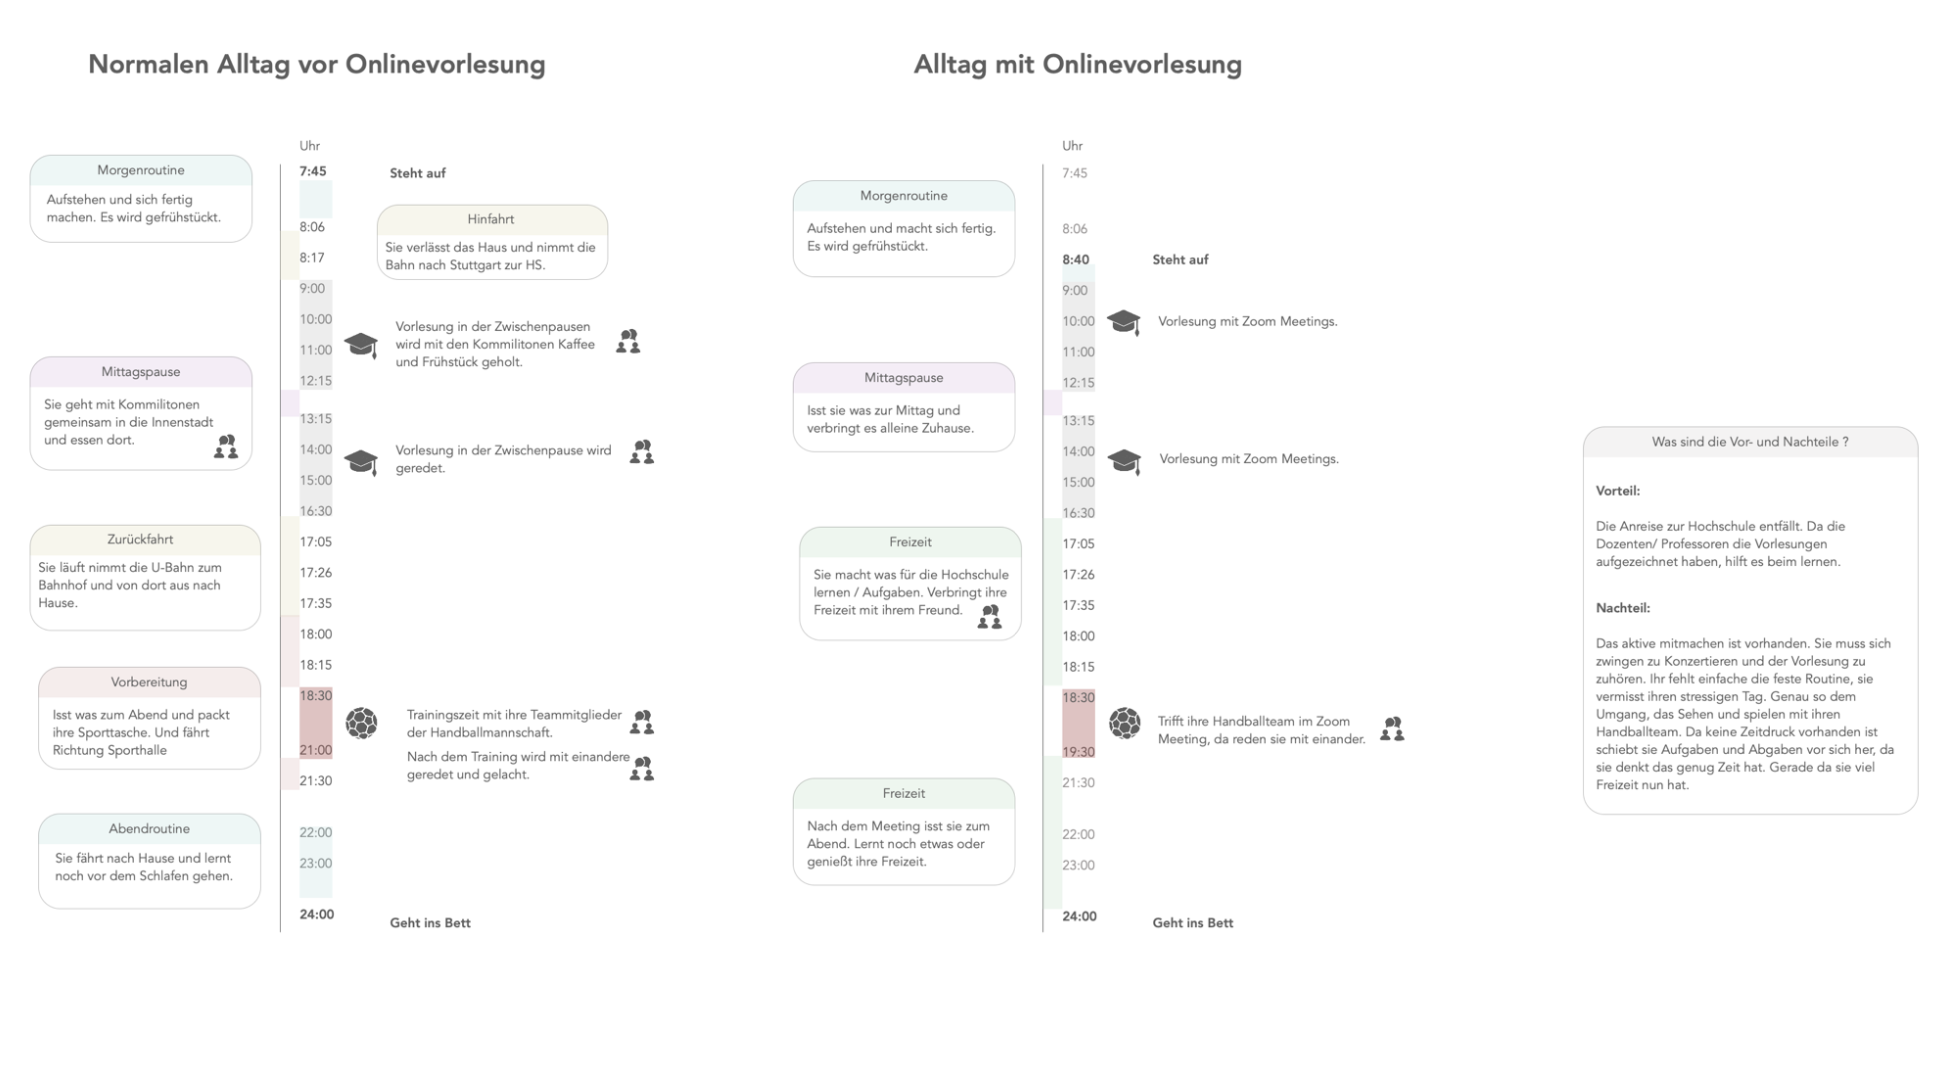 Normalen Alltag vor Onlinevorlesung
Uhr
Morgenroutine
Aufstehen und sich fertig
machen. Es wird gefrühstückt.
7:45
Steht auf
8:06
Hinfahrt
Sie verlässt das Haus und nimmt die
Bahn nach Stuttgart zur HS.
8:17
9:00
10:00
11:00
12:15
Vorlesung in der Zwischenpausen
wird mit den Kommilitonen Kaffee
und Frühstück geholt.
Mittagspause
Sie geht mit Kommilitonen
gemeinsam in die Innenstadt
und essen dort.
13:15
14:00
15:00
16:30
Vorlesung in der Zwischenpause wird
geredet.
Zurückfahrt
Sie läuft nimmt die U-Bahn zum
Bahnhof und von dort aus nach
Hause.
17:05
17:26
17:35
18:00
18:15
Vorbereitung
Isst was zum Abend und packt
ihre Sporttasche. Und fährt
Richtung Sporthalle
18:30
21:00
Trainingszeit mit ihre Teammitglieder
der Handballmannschaft.
Nach dem Training wird mit einandere
geredet und gelacht.
21:30
Abendroutine
Sie fährt nach Hause und lernt
noch vor dem Schlafen gehen.
22:00
23:00
24:00
Geht ins Bett
Alltag mit Onlinevorlesung
Uhr
7:45
Morgenroutine
Aufstehen und macht sich fertig.
Es wird gefrühstückt.
8:06
8:40
Steht auf
9:00
10:00
11:00
12:15
Vorlesung mit Zoom Meetings.
Mittagspause
Isst sie was zur Mittag und
verbringt es alleine Zuhause.
13:15
14:00
15:00
16:30
Vorlesung mit Zoom Meetings.
Freizeit
Sie macht was für die Hochschule
lernen / Aufgaben. Verbringt ihre
Freizeit mit ihrem Freund.
17:05
17:26
17:35
18:00
18:15
18:30
19:30
Trifft ihre Handballteam im Zoom
Meeting, da reden sie mit einander.
21:30
Freizeit
Nach dem Meeting isst sie zum
Abend. Lernt noch etwas oder
genießt ihre Freizeit.
22:00
23:00
24:00
Geht ins Bett
Was sind die Vor- und Nachteile ?
Vorteil:
Die Anreise zur Hochschule entfällt. Da die
Dozenten/ Professoren die Vorlesungen
aufgezeichnet haben, hilft es beim lernen.
Nachteil:
Das aktive mitmachen ist vorhanden. Sie muss sich
zwingen zu Konzertieren und der Vorlesung zu
zuhören. Ihr fehlt einfache die feste Routine, sie
vermisst ihren stressigen Tag. Genau so dem
Umgang, das Sehen und spielen mit ihren
Handballteam. Da keine Zeitdruck vorhanden ist
schiebt sie Aufgaben und Abgaben vor sich her, da
sie denkt das genug Zeit hat. Gerade da sie viel
Freizeit nun hat.